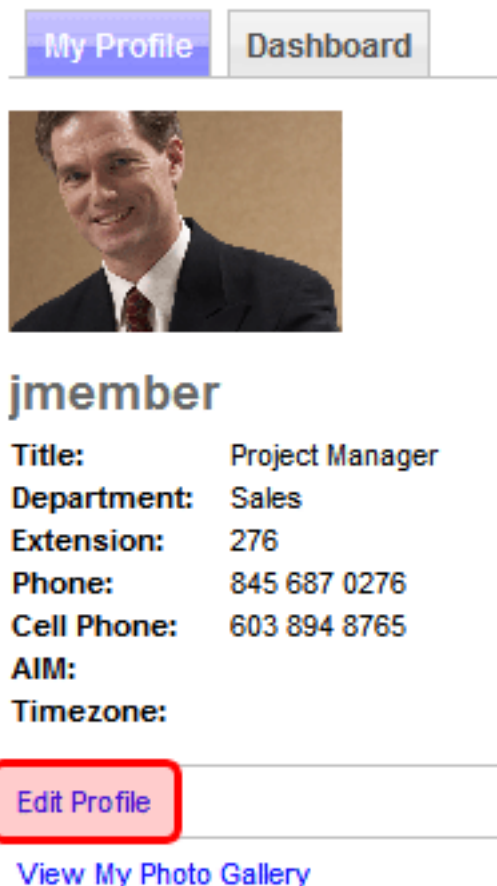 My Profile Dashboard
jmember
Title: Project Manager
Department: Sales
Extension: 276
Phone: 845 687 0276
Cell Phone: 603 894 8765
AIM:
Timezone:
Edit Profile
View My Photo Gallery